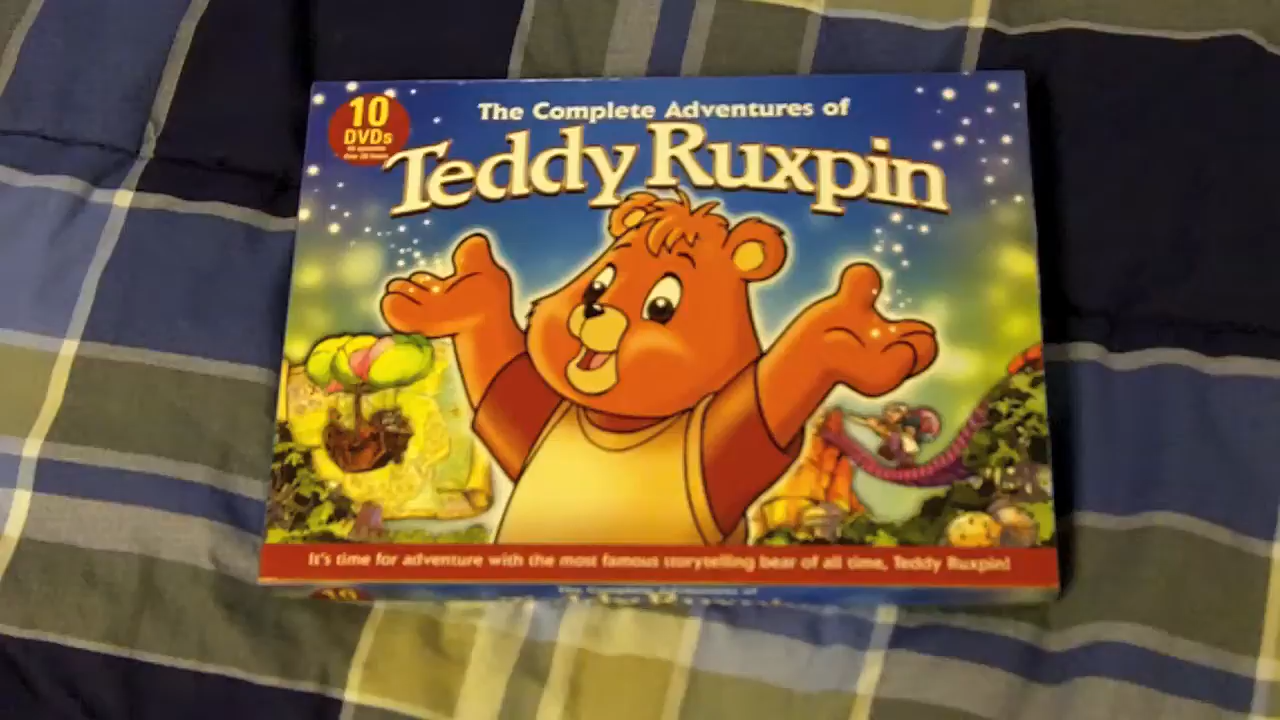 10
DVDs
The Complete Adventures of
Teddy Ruxpin
It's time for adventure with the most famous storytelling bear of all time, Teddy Ruxpin!
10